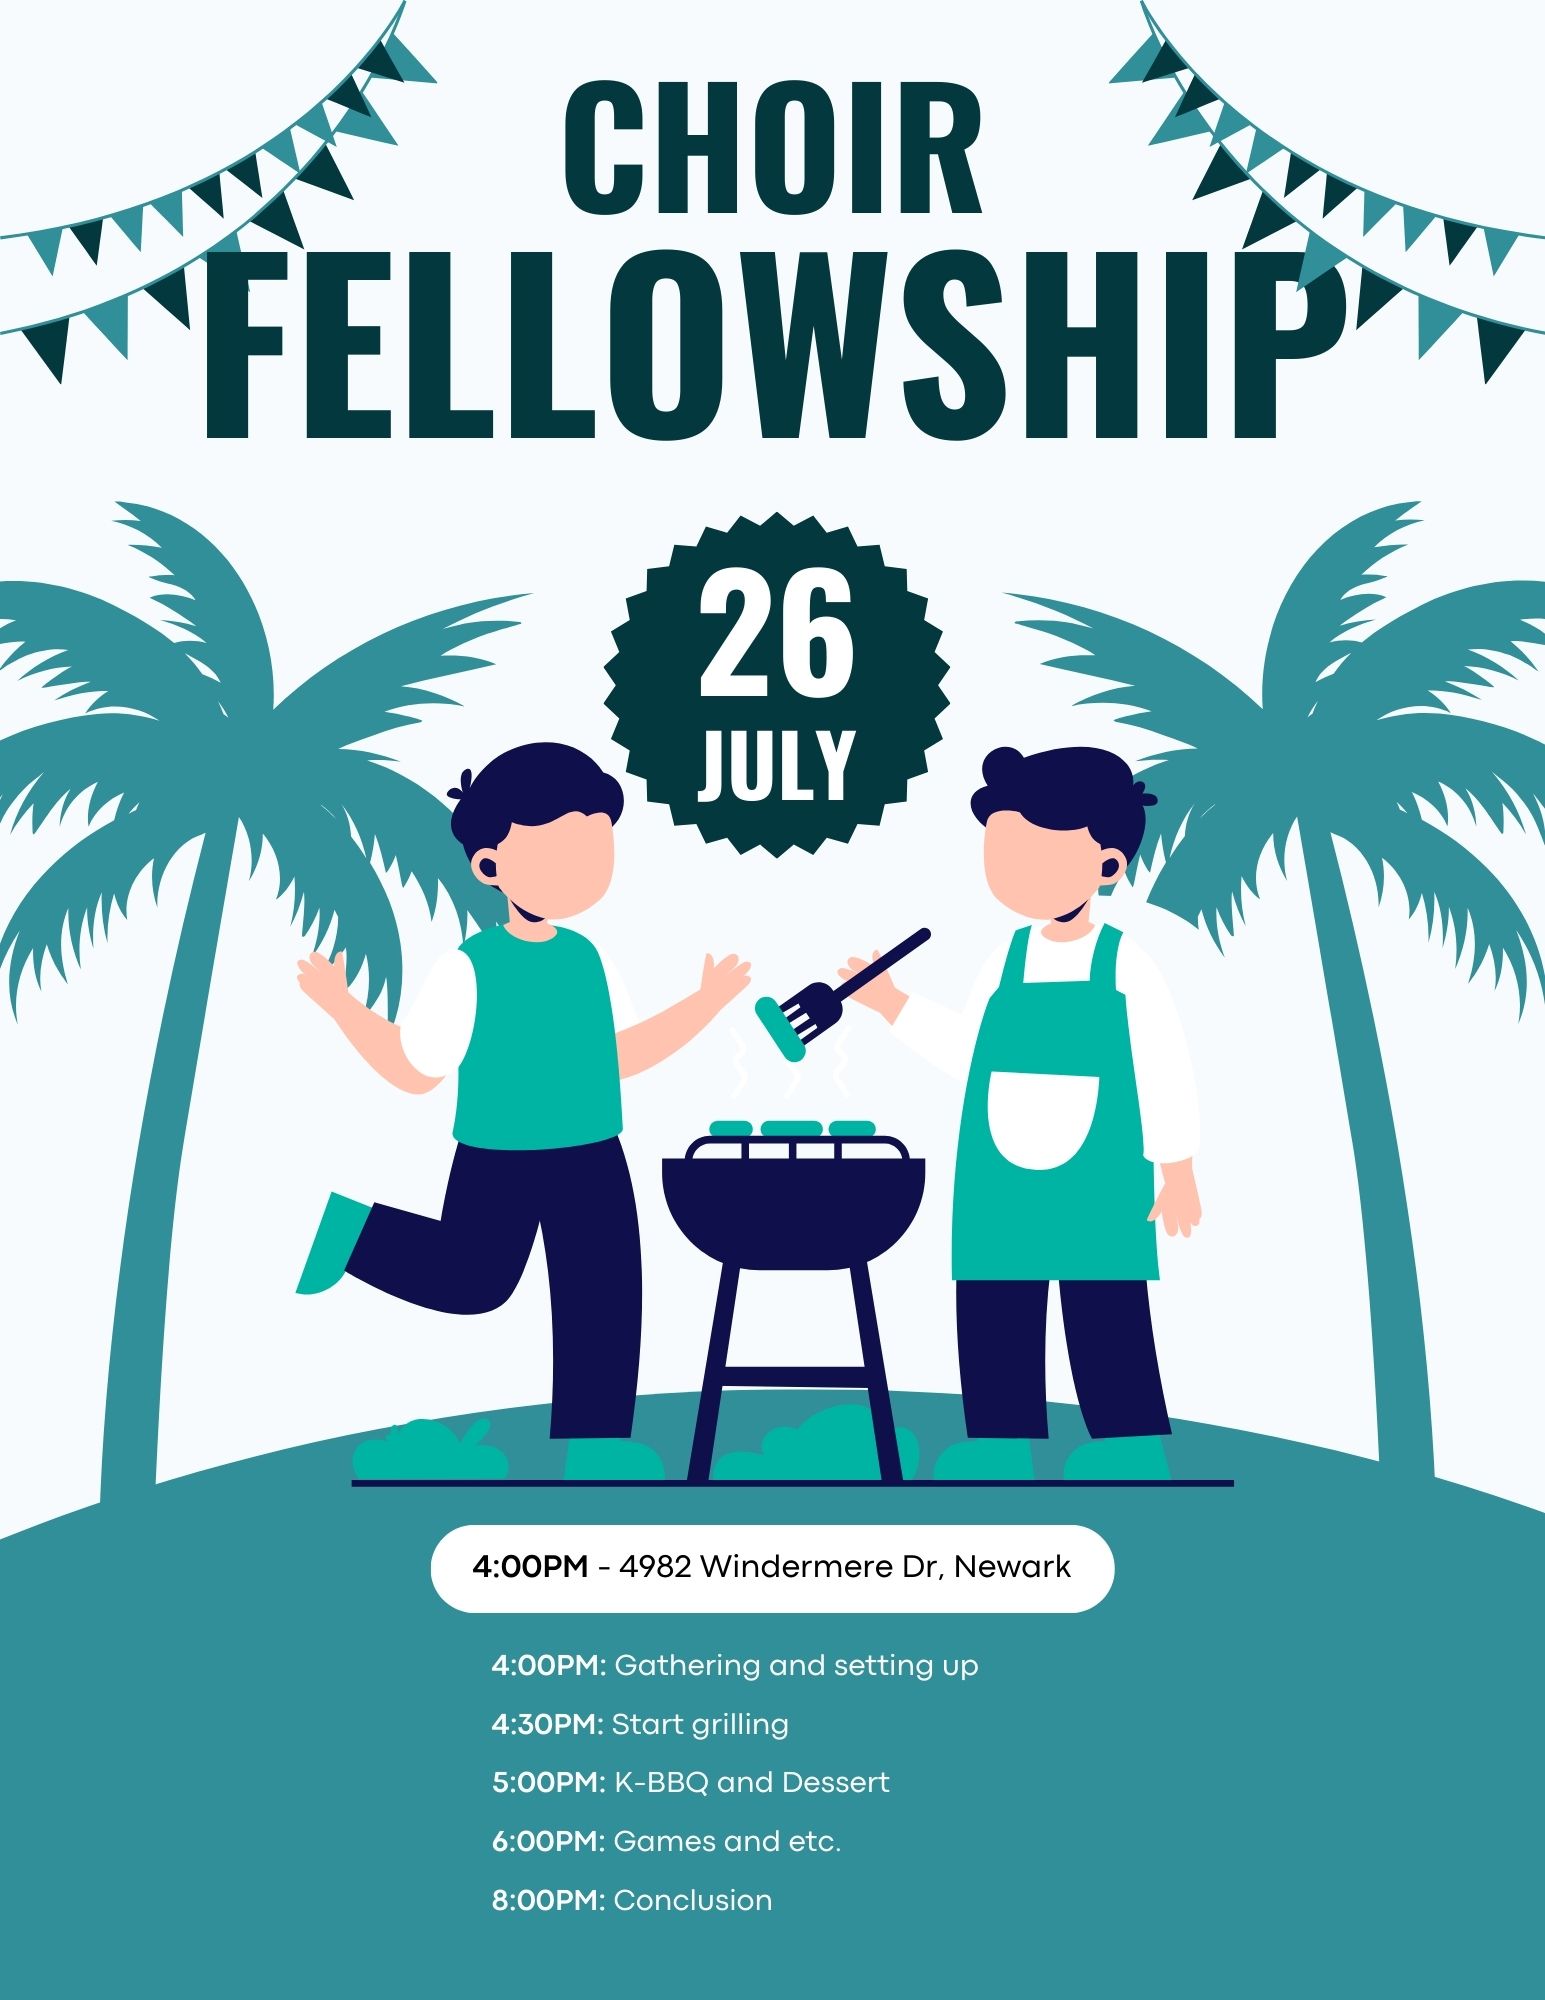 CHOIR
FELLOWSHIP
26
JULY
4:00PM - 4982 Windermere Dr, Newark
4:00PM: Gathering and setting up
4:30PM: Start grilling
5:00PM: K-BBQ and Dessert
6:00PM: Games and etc.
8:00PM: Conclusion